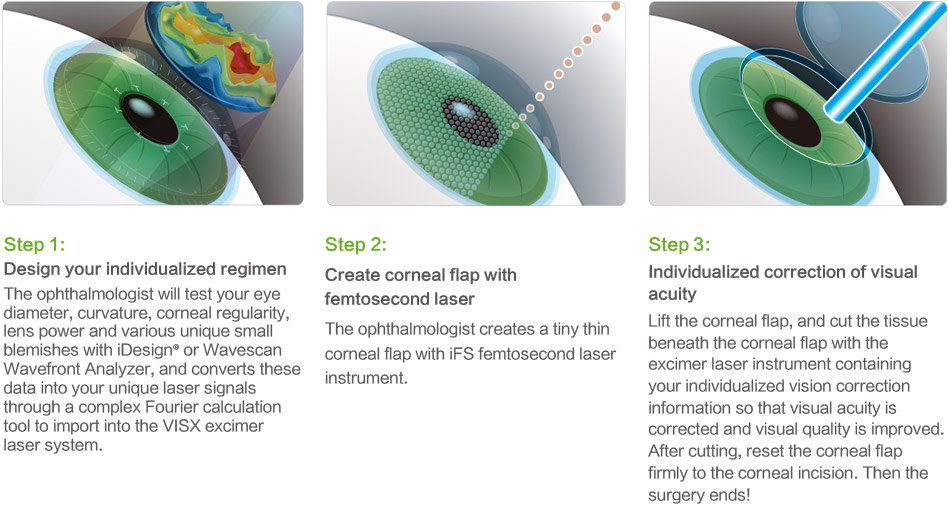 Step 1:
Design your individualized regimen
The ophthalmologist will test your eye
diameter, curvature, corneal regularity,
lens power and various unique small
blemishes with iDesign® or Wavescan
Wavefront Analyzer, and converts these
data into your unique laser signals
through a complex Fourier calculation
tool to import into the VISX excimer
laser system.
Step 2:
Create corneal flap with
femtosecond laser
The ophthalmologist creates a tiny thin
corneal flap with iFS femtosecond laser
instrument.
Step 3:
Individualized correction of visual
acuity
Lift the corneal flap, and cut the tissue
beneath the corneal flap with the
excimer laser instrument containing
your individualized vision correction
information so that visual acuity is
corrected and visual quality is improved.
After cutting, reset the corneal flap
firmly to the corneal incision. Then the
surgery ends!